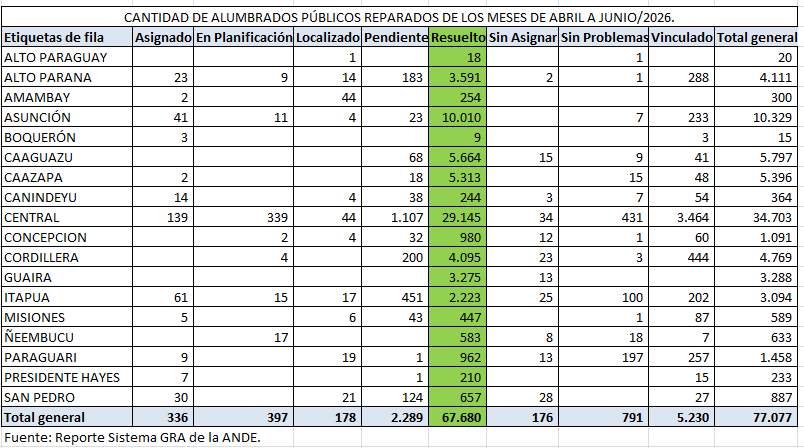 CANTIDAD DE ALUMBRADOS PÚBLICOS REPARADOS DE LOS MESES DE ABRIL A JUNIO/2026.
Etiquetas de fila Asignado En Planificación Localizado Pendiente Resuelto Sin Asignar Sin Problemas Vinculado Total general
ALTO PARAGUAY 1 18 1 20
ALTO PARANA 23 9 14 183 3.591 2 1 288 4.111
AMAMBAY 2 44 254 300
ASUNCIÓN 41 11 4 23 10.010 7 233 10.329
BOQUERÓN 3 9 3 15
CAAGUAZU 68 5.664 15 9 41 5.797
CAAZAPA 2 18 5.313 15 48 5.396
CANINDEYU 14 4 38 244 3 7 54 364
CENTRAL 139 339 44 1.107 29.145 34 431 3.464 34.703
CONCEPCION 2 4 32 980 12 1 60 1.091
CORDILLERA 4 200 4.095 23 3 444 4.769
GUAIRA 3.275 13 3.288
ITAPUA 61 15 17 451 2.223 25 100 202 3.094
MISIONES 5 6 43 447 1 87 589
ÑEEMBUCU 17 583 8 18 7 633
PARAGUARI 9 19 1 962 13 197 257 1.458
PRESIDENTE HAYES 7 1 210 15 233
SAN PEDRO 30 21 124 657 28 27 887
Total general 336 397 178 2.289 67.680 176 791 5.230 77.077
Fuente: Reporte Sistema GRA de la ANDE.